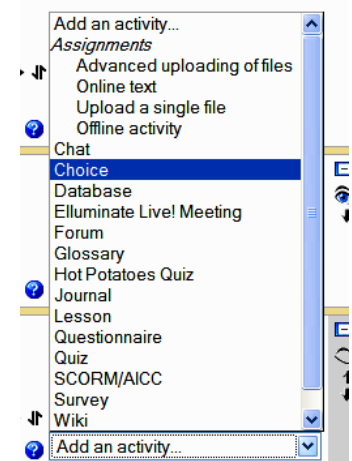 Add an activity...
Assignments
Advanced uploading of files
Online text
Upload a single file
Offline activity
Chat
Choice
Database
Elluminate Live! Meeting
Forum
Glossary
Hot Potatoes Quiz
Journal
Lesson
Questionnaire
Quiz
SCORM/AICC
Survey
Wiki
Add an activity...